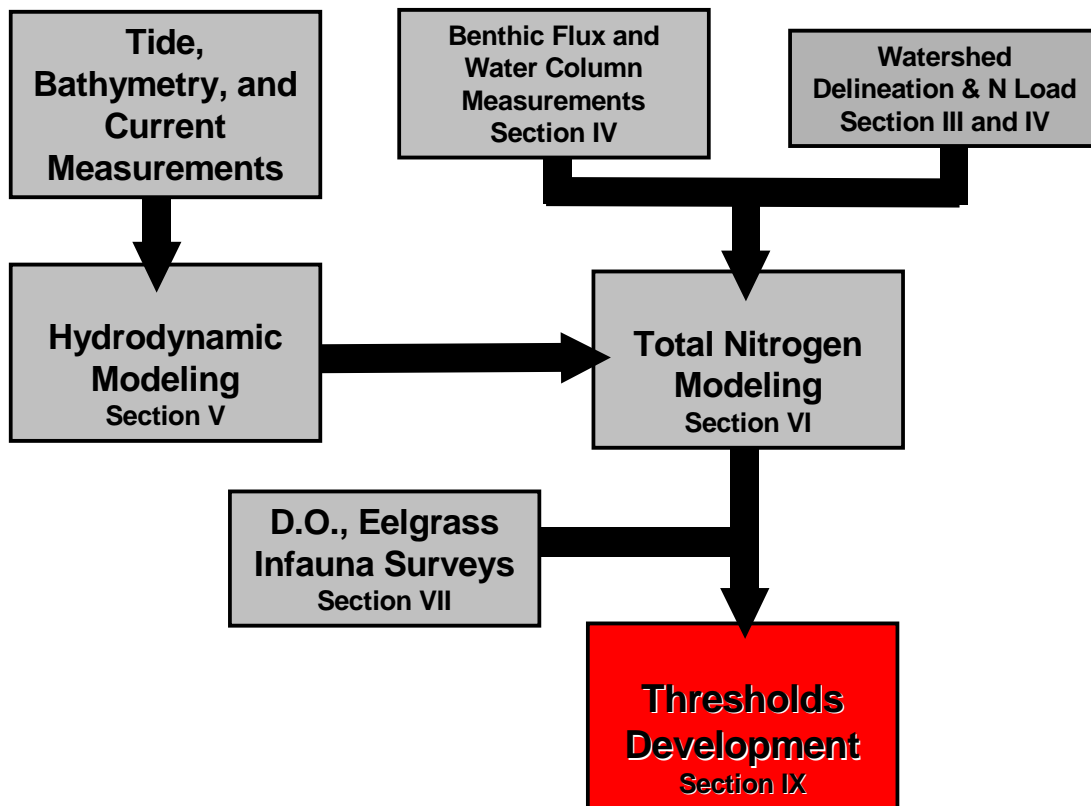 Tide,
Bathymetry, and
Current
Measurements
Benthic Flux and
Water Column
Measurements
Section IV
Watershed
Delineation & N Load
Section III and IV
Hydrodynamic
Modeling
Section V
Total Nitrogen
Modeling
Section VI
D.O., Eelgrass
Infauna Surveys
Section VII
Thresholds
Development
Section IX